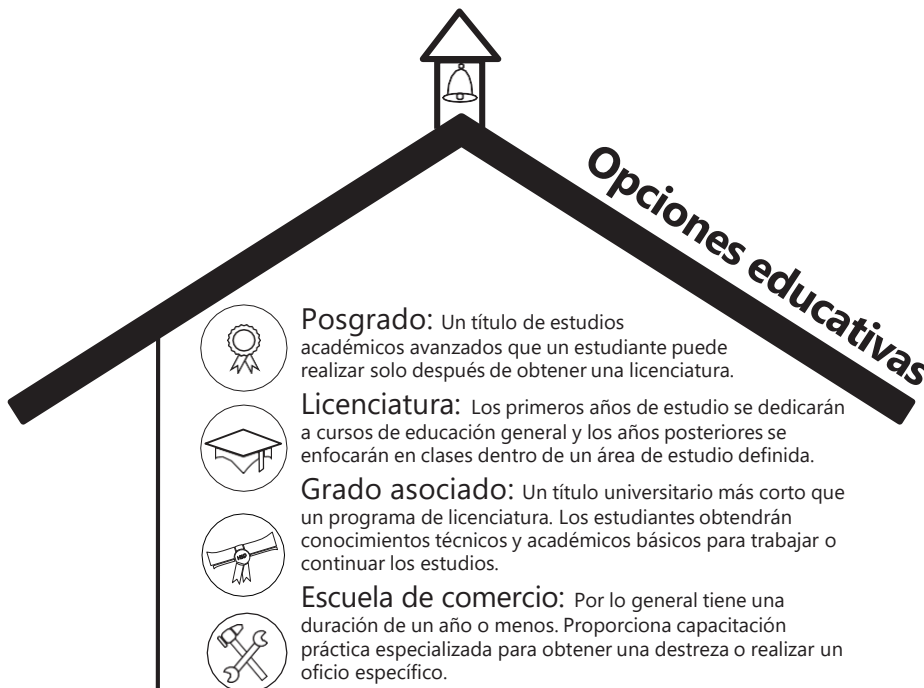 Opciones educativas
Posgrado: Un título de estudios
académicos avanzados que un estudiante puede
realizar solo después de obtener una licenciatura.
Licenciatura: Los primeros años de estudio se dedicarán
a cursos de educación general y los años posteriores se
enfocarán en clases dentro de un área de estudio definida.
Grado asociado: Un título universitario más corto que
un programa de licenciatura. Los estudiantes obtendrán
conocimientos técnicos y académicos básicos para trabajar o
continuar los estudios.
Escuela de comercio: Por lo general tiene una
duración de un año o menos. Proporciona capacitación
práctica especializada para obtener una destreza o realizar un
oficio específico.